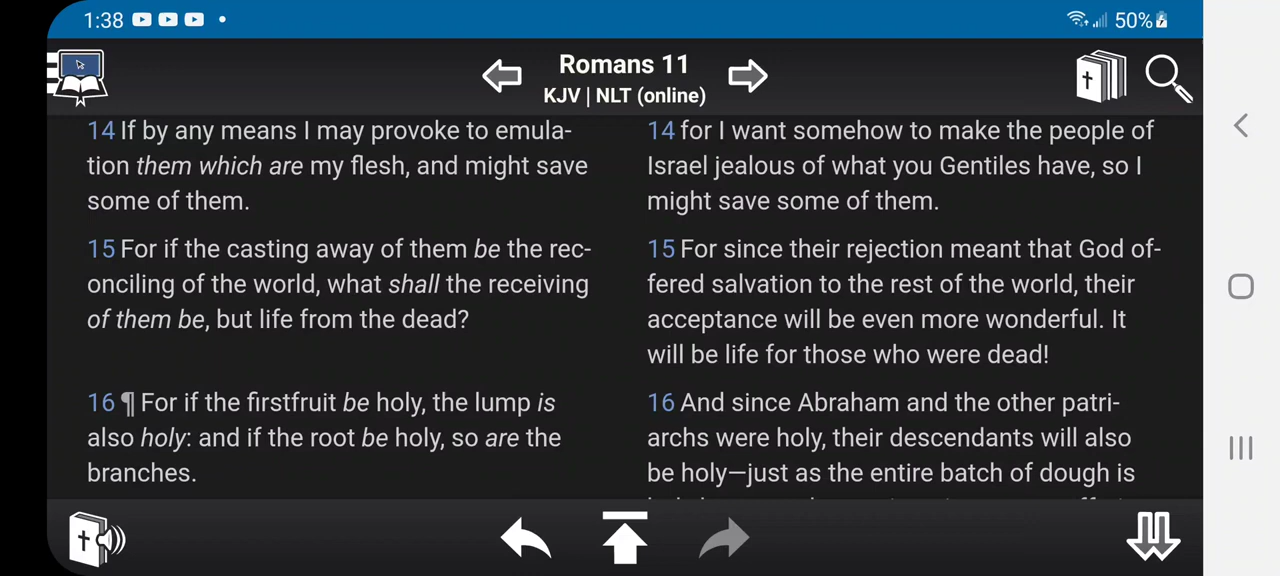 1:38
50%
Romans 11
KJV | NLT (online)
14 If by any means I may provoke to emula-
tion them which are my flesh, and might save
some of them.
15 For if the casting away of them be the rec-
onciling of the world, what shall the receiving
of them be, but life from the dead?
16 ¶ For if the firstfruit be holy, the lump is
also holy: and if the root be holy, so are the
branches.
14 for I want somehow to make the people of
Israel jealous of what you Gentiles have, so I
might save some of them.
15 For since their rejection meant that God of-
fered salvation to the rest of the world, their
acceptance will be even more wonderful. It
will be life for those who were dead!
16 And since Abraham and the other patri-
archs were holy, their descendants will also
be holy—just as the entire batch of dough is